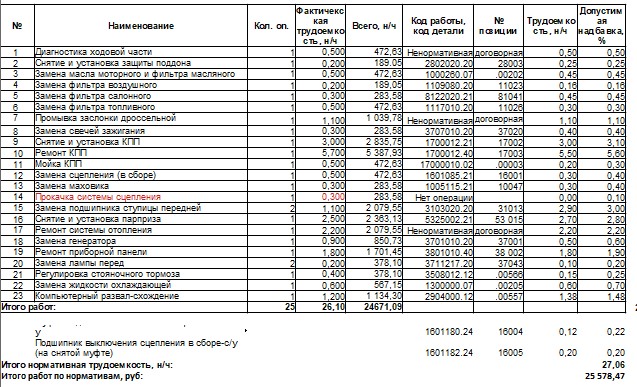 № Наименование Кол. оп. Фактичекс кая трудоемко сть, н/ч Всего, н/ч Код работы, код детали № позиции Трудоемко сть, н/ч Допустим ая надбавка, %
1 Диагностика ходовой части 1 0,500 472,63 Ненормативная договорная 0,50 0,50
2 Снятие и установка защиты поддона 1 0,200 189,05 2802020.20 28003 0,25 0,25
3 Замена масла моторного и фильтра масляного 1 0,500 472,63 1000260.07 .00202 0,45 0,45
4 Замена фильтра воздушного 1 0,200 189,05 1109080.20 11023 0,16 0,16
5 Замена фильтра салонного 1 0,300 283,58 8122020.21 81041 0,45 0,45
6 Замена фильтра топливного 1 0,500 472,63 1117010.20 11026 0,30 0,30
7 Промывка заслонки дроссельной 1 1,100 1 039,78 Ненормативная договорная 1,10 1,10
8 Замена свечей зажигания 1 0,300 283,58 3707010.20 37020 0,40 0,40
9 Снятие и установка КПП 1 3,000 2 835,75 1700012.21 17002 3,00 3,10
10 Ремонт КПП 1 5,700 5 387,93 1700012.40 17003 5,50 5,60
11 Мойка КПП 1 0,500 472,63 17000010.02 .00003 0,20 0,30
12 Замена сцепления (в сборе) 1 0,500 472,63 1601085.21 16001 0,30 0,40
13 Замена маховика 1 0,300 283,58 1005115.21 10047 0,30 0,40
14 Прокачка системы сцепления 1 0,300 283,58 Нет операции 0,00 0,10
15 Замена подшипника ступицы передней 2 1,100 2 079,55 3103020.20 31013 2,90 3,00
16 Снятие и установка парприза 1 2,500 2 363,13 5325002.21 53 015 2,70 2,80
17 Ремонт системы отопления 1 2,200 2 079,55 Ненормативная договорная 2,20 2,20
18 Замена генератора 1 0,900 850,73 3701010.20 37001 0,50 0,60
19 Ремонт приборной панели 1 1,800 1 701,45 3801010.40 38 002 1,80 1,90
20 Замена лампы перед 2 0,200 378,10 3711217.20 37043 0,10 0,20
21 Регулировка стояночного тормоза 1 0,400 378,10 3508012.12 .00566 0,15 0,25
22 Замена жидкости охлаждающей 1 0,600 567,15 1300000.07 .00205 0,60 0,70
23 Компьютерный развал-схождение 1 1,200 1 134,30 2904000.12 .00557 1,38 1,48
Итого работ: 25 26,10 24671,09
у 1601180.24 16004 0,12 0,22
Подшипник выключения сцепления в сборе-с/у
(на снятой муфте) 1601182.24 16005 0,20 0,20
Итого нормативная трудоемкость, н/ч: 27,06
Итого работ по нормативам, руб: 25 578,47